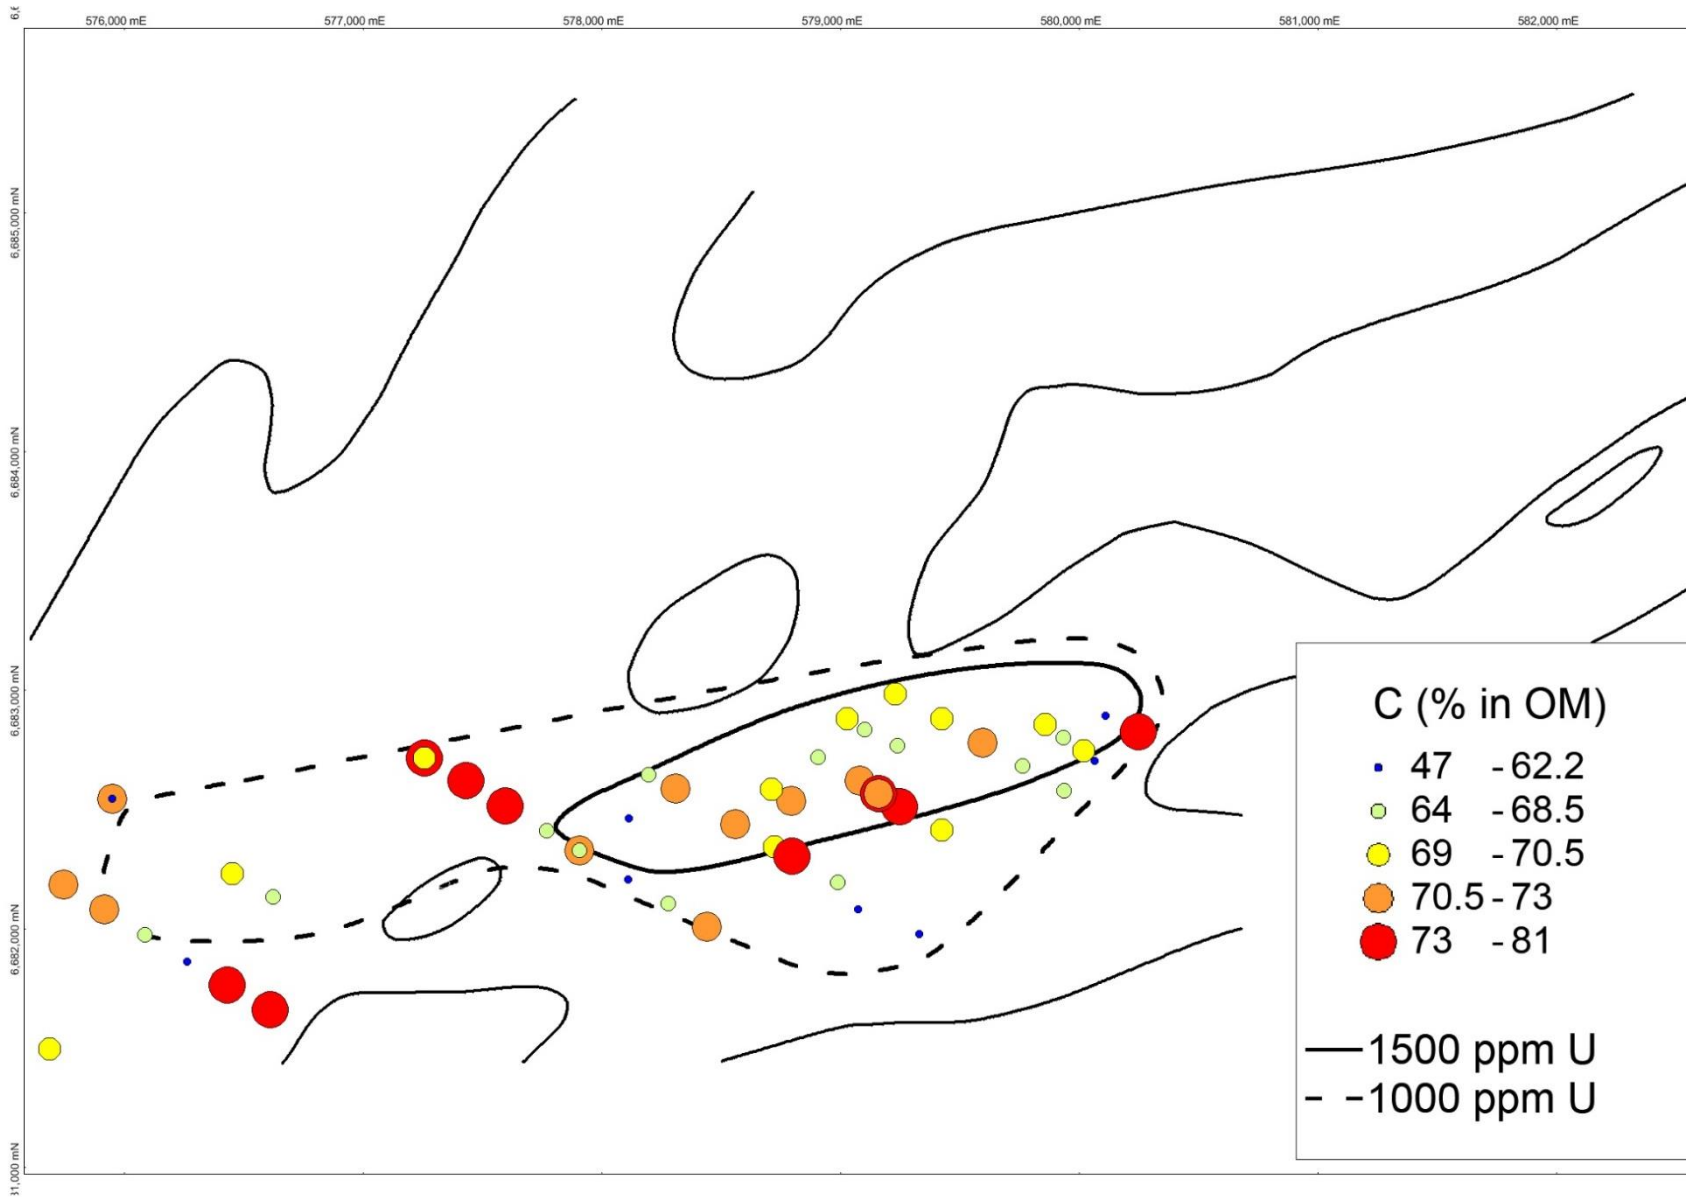 576,000 mE 577,000 mE 578,000 mE 579,000 mE 580,000 mE 581,000 mE 582,000 mE
6,685,000 mN
6,684,000 mN
6,683,000 mN
6,682,000 mN
C (% in OM)
47 - 62.2
64 - 68.5
69 - 70.5
70.5 - 73
73 - 81
1500 ppm U
1000 ppm U